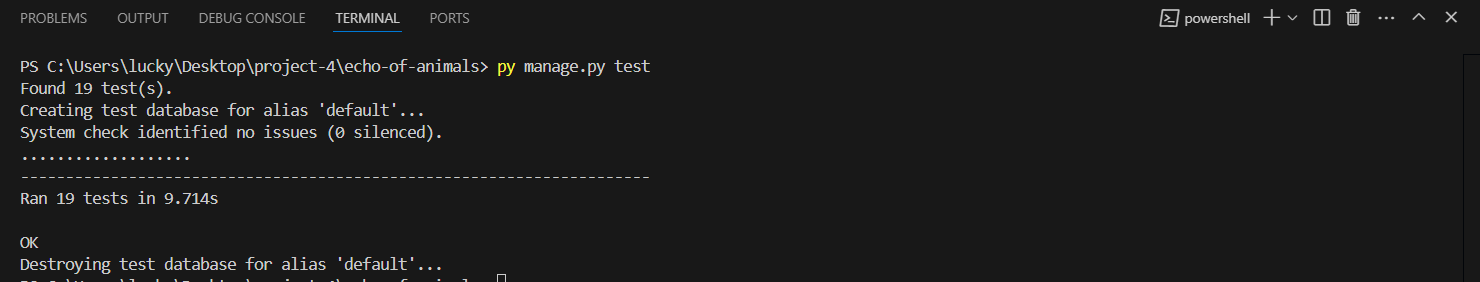 PROBLEMS OUTPUT DEBUG CONSOLE TERMINAL PORTS powershell
PS C:\Users\lucky\Desktop\project-4\echo-of-animals> py manage.py test
Found 19 test(s).
Creating test database for alias 'default'...
System check identified no issues (0 silenced).
...................
----------------------------------------------------------------------
Ran 19 tests in 9.714s
OK
Destroying test database for alias 'default'...